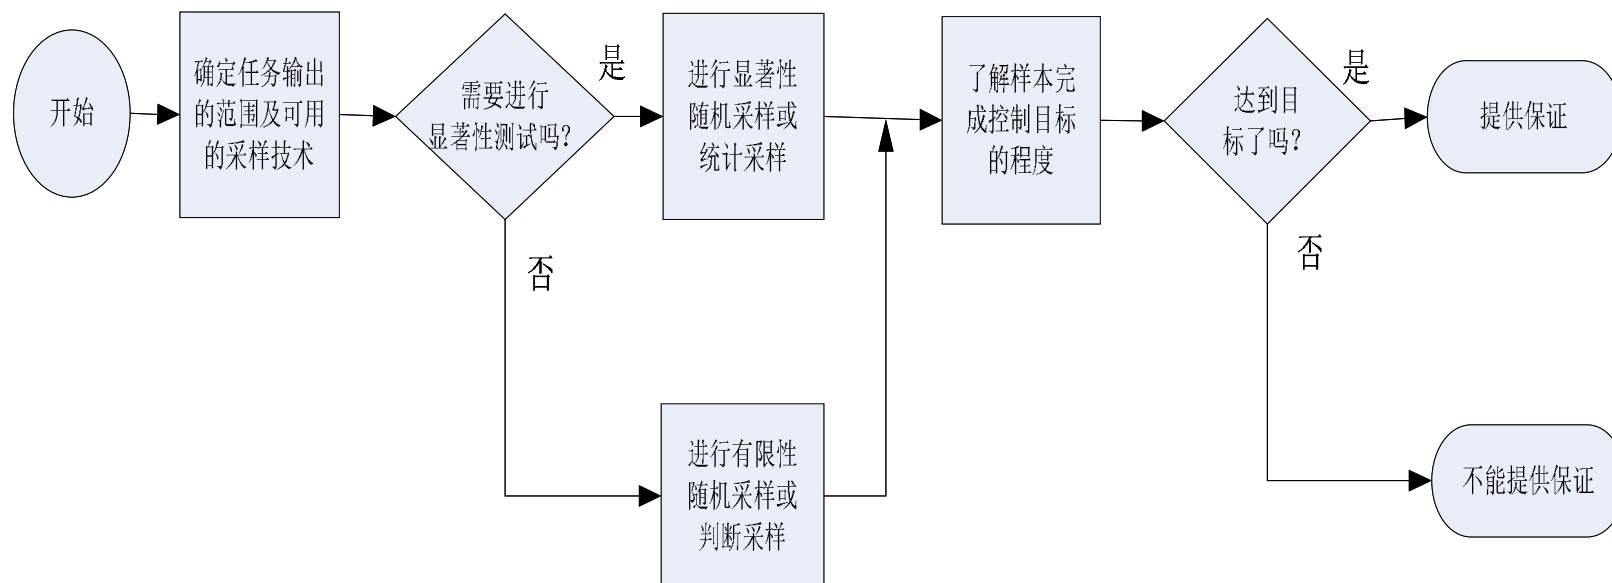 开始
确定任务输出
的范围及可用
的采样技术
需要进行
显著性测试吗？
是
进行显著性
随机采样或
统计采样
了解样本完
成控制目标
的程度
达到目
标了吗？
是
提供保证
否
否
进行有限性
随机采样或
判断采样
不能提供保证